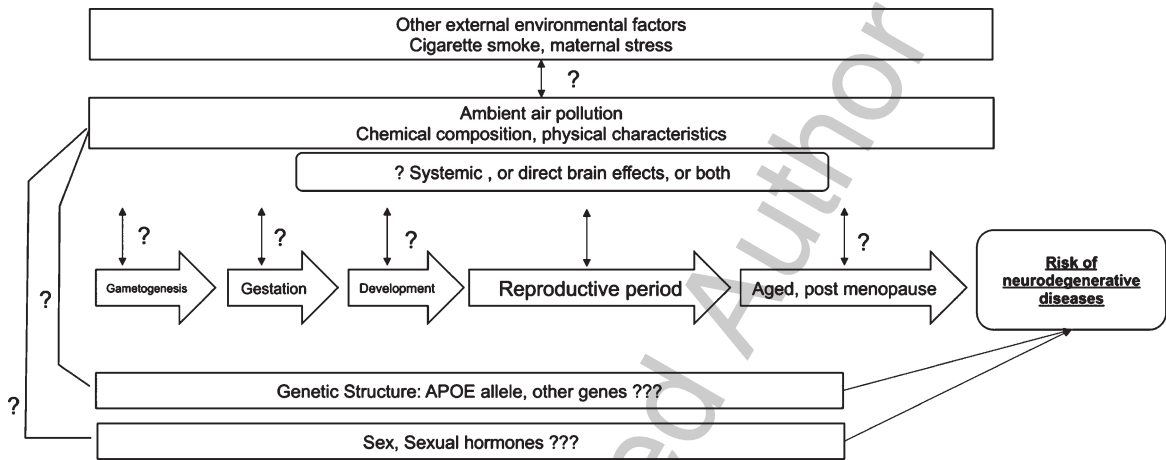 Other external environmental factors
Cigarette smoke, maternal stress
?
Ambient air pollution
Chemical composition, physical characteristics
? Systemic , or direct brain effects, or both
?
?
?
?
Gametogenesis
Gestation
Development
Reproductive period
Aged, post menopause
Risk of
neurodegenerative
diseases
?
Genetic Structure: APOE allele, other genes ???
?
Sex, Sexual hormones ???
ed Author